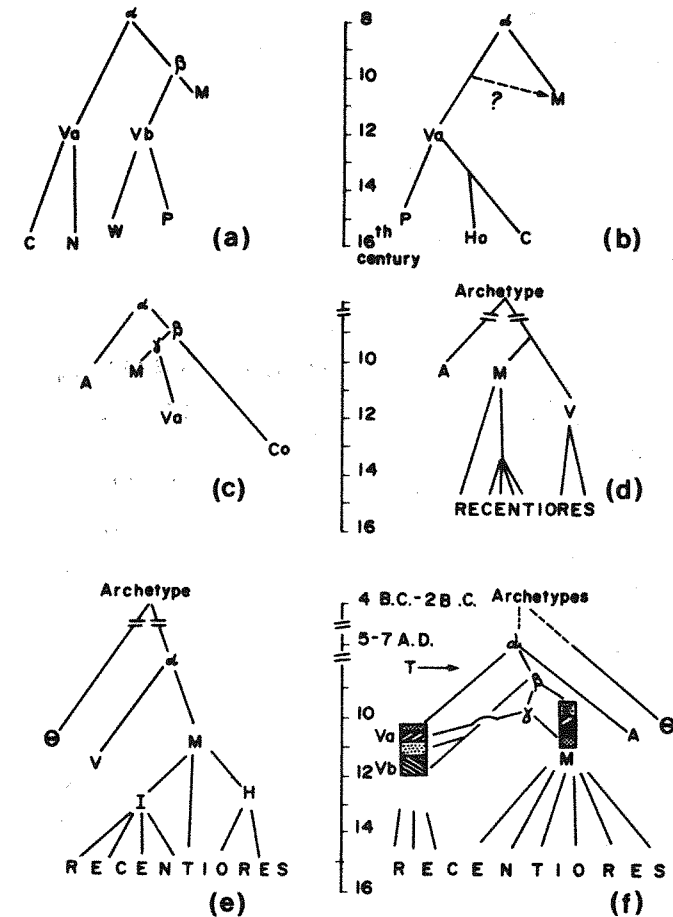 α
8
α
β
10
M
M
?
Va
Vb
12
Va
14
W
P
P
C
N
(a)
16th
century
Ho
C
(b)
α
Archetype
β
γ
10
A
M
A
M
Va
12
V
Co
14
(c)
RECENTIORES
(d)
16
Archetype
4 B.C.-2 B.C.
Archetypes
5-7 A.D.
α
α
T
β
Θ
M
10
γ
Θ
V
Va
A
I
H
Vb
12
M
14
RECENTIORES
RECENTIORES
16
(e)
(f)